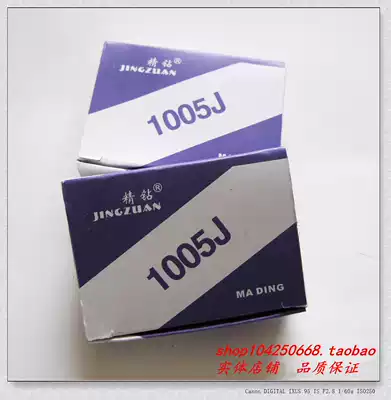 精钻®
JINGZUAN
1005J
精钻®
JINGZUAN
1005J
MA DING
shop104250668.taobao
实体店铺 品质保证
Canon DIGITAL IXUS 95 IS F2.8 1/60s ISO250